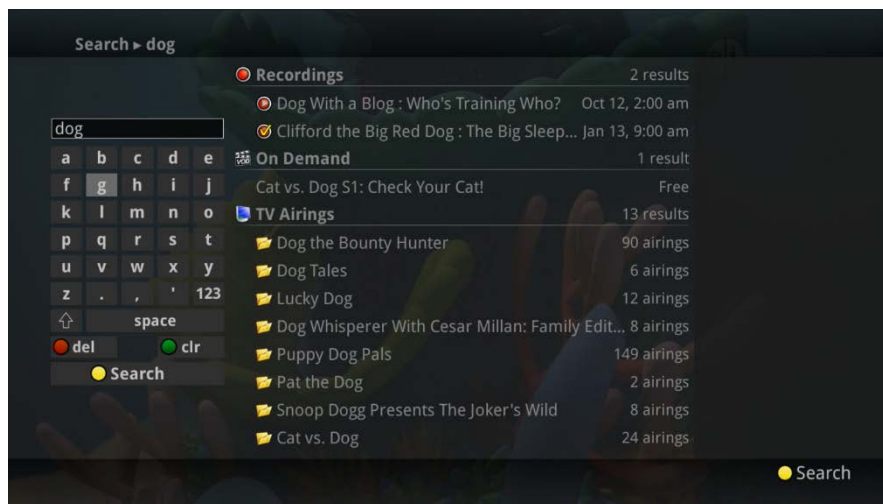 Search ▸ dog
dog
a b c d e
f g h i j
k l m n o
p q r s t
u v w x y
z . , ' 123
space
del clr
Search
Recordings 2 results
Dog With a Blog : Who's Training Who? Oct 12, 2:00 am
Clifford the Big Red Dog : The Big Sleep... Jan 13, 9:00 am
On Demand 1 result
Cat vs. Dog S1: Check Your Cat! Free
TV Airings 13 results
Dog the Bounty Hunter 90 airings
Dog Tales 6 airings
Lucky Dog 12 airings
Dog Whisperer With Cesar Millan: Family Edit... 8 airings
Puppy Dog Pals 149 airings
Pat the Dog 2 airings
Snoop Dogg Presents The Joker's Wild 8 airings
Cat vs. Dog 24 airings
Search